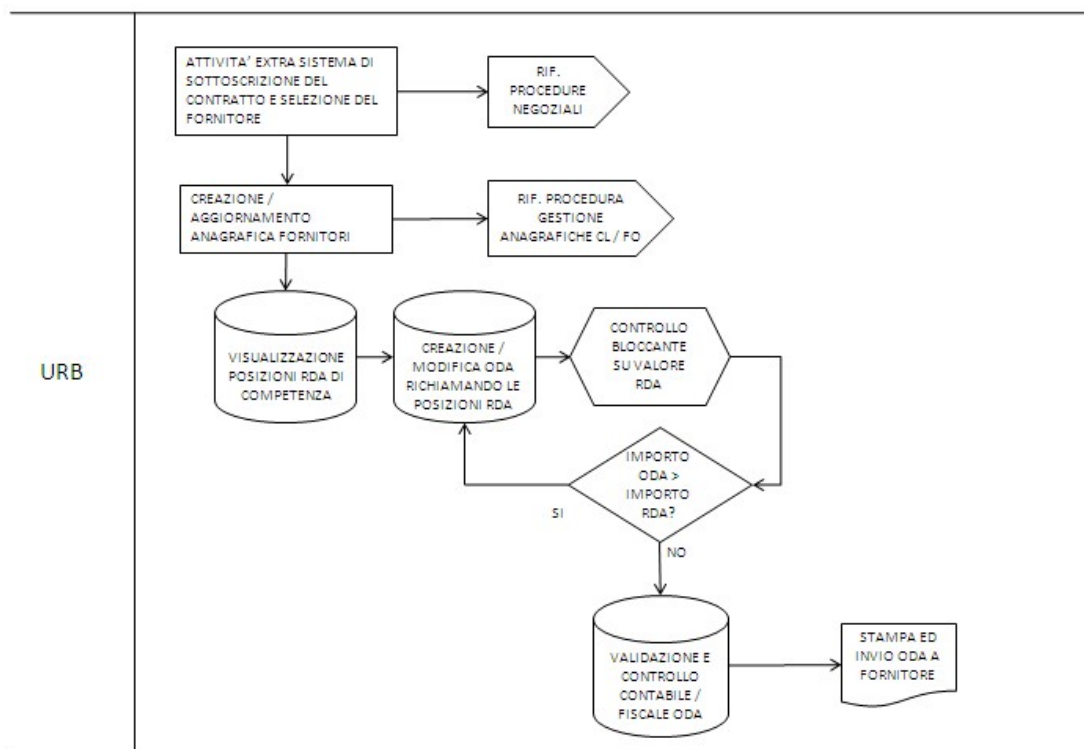 ATTIVITA' EXTRA SISTEMA DI
SOTTOSCRIZIONE DEL
CONTRATTO E SELEZIONE DEL
FORNITORE
RIF.
PROCEDURE
NEGOZIALI
CREAZIONE /
AGGIORNAMENTO
ANAGRAFICA FORNITORI
RIF. PROCEDURA
GESTIONE
ANAGRAFICHE CL / FO
URB
VISUALIZZAZIONE
POSIZIONI RDA DI
COMPETENZA
CREAZIONE /
MODIFICA ODA
RICHIAMANDO LE
POSIZIONI RDA
CONTROLLO
BLOCCANTE
SU VALORE
RDA
IMPORTO
ODA >
IMPORTO
RDA?
SI
NO
VALIDAZIONE E
CONTROLLO
CONTABILE /
FISCALE ODA
STAMPA ED
INVIO ODA A
FORNITORE